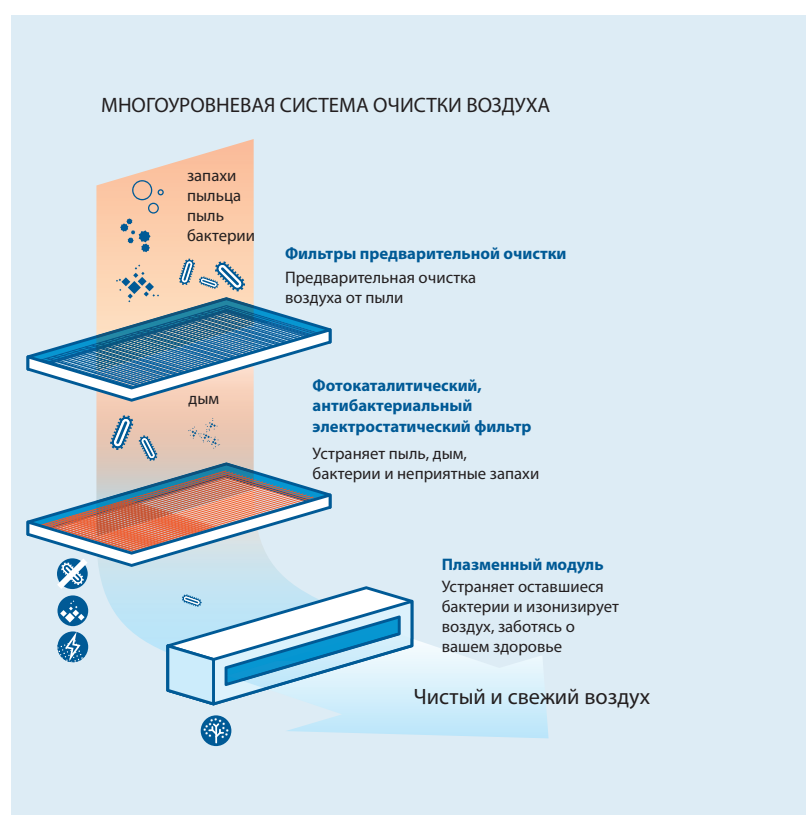 МНОГОУРОВНЕВАЯ СИСТЕМА ОЧИСТКИ ВОЗДУХА
запахи
пыльца
пыль
бактерии
Фильтры предварительной очистки
Предварительная очистка
воздуха от пыли
дым
Фотокаталитический,
антибактериальный
электростатический фильтр
Устраняет пыль, дым,
бактерии и неприятные запахи
Плазменный модуль
Устраняет оставшиеся
бактерии и изонизирует
воздух, заботясь о
вашем здоровье
Чистый и свежий воздух